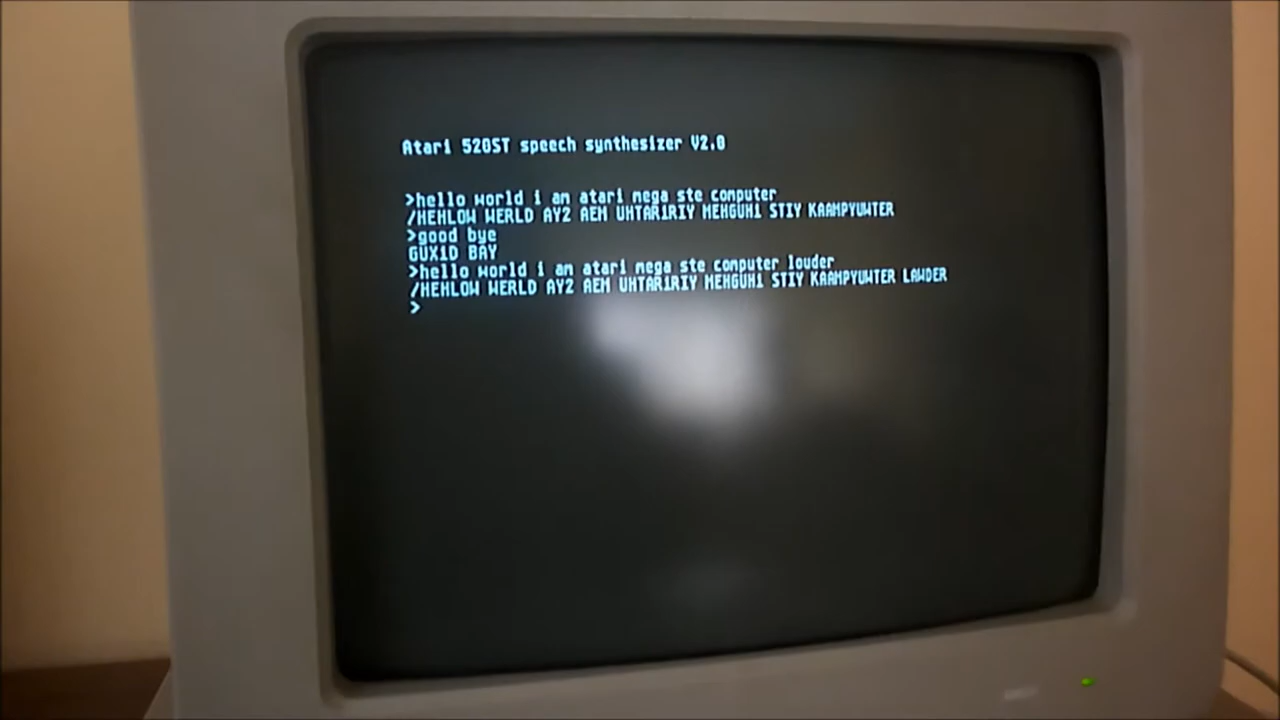 Atari 520ST speech synthesizer V2.0
>hello world i am atari mega ste computer
/HEHLOW WERLD AY2 AEM UHTAR1RIY MEHGUH1 STIY KAAMPYUWTER
>good bye
GUX1D BAY
>hello world i am atari mega ste computer louder
/HEHLOW WERLD AY2 AEM UHTAR1RIY MEHGUH1 STIY KAAMPYUWTER LAWDER
>